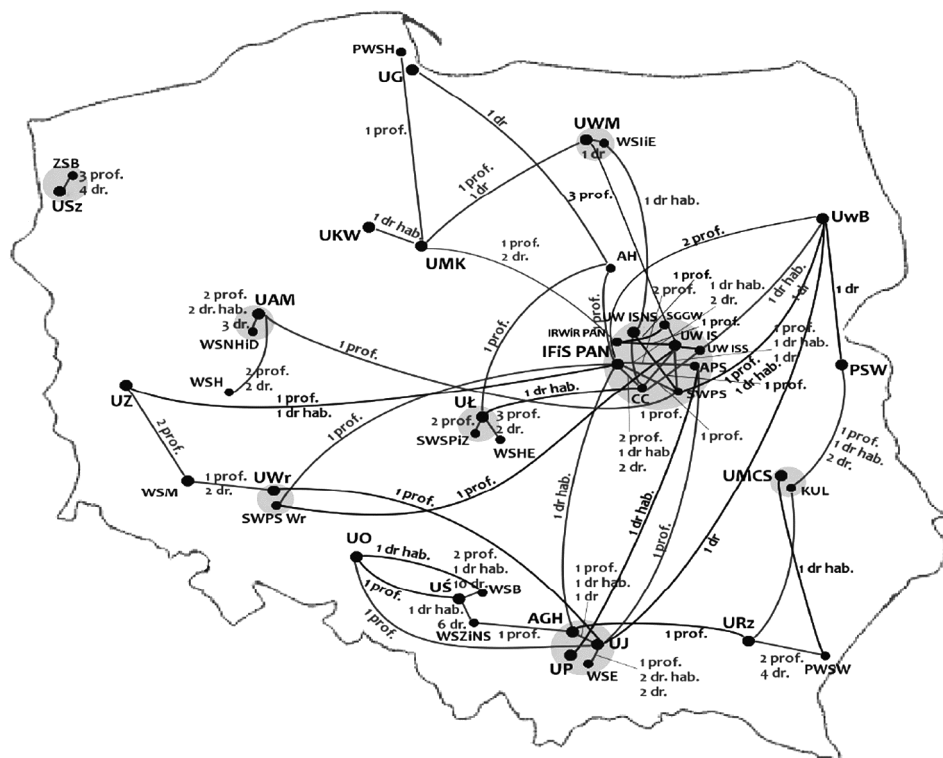 PWSH
UG
1 dr
1 prof.
UWM
WSIiE
1 dr
ZSB
3 prof.
4 dr.
USz
1 prof.
1 dr
3 prof.
1 dr hab.
UKW
1 dr hab.
UMK
1 prof.
2 dr.
2 prof.
UwB
AH
1 dr hab.
1 dr
1 dr
2 prof.
2 dr. hab.
3 dr.
UAM
WSNHiD
1 prof.
1 prof.
2 prof.
1 dr hab.
2 dr.
UW ISNS
SGGW
IRWiR PAN
UW IS
1 prof.
UW ISS
IFiS PAN
APS
1 prof.
1 dr hab.
1 dr
1 prof.
1 dr hab.
1 prof.
SWPS
CC
PSW
WSH
2 prof.
2 dr.
1 prof.
UZ
1 prof.
1 dr hab.
1 prof.
1 prof.
1 dr hab.
UŁ
2 prof.
3 prof.
2 dr.
SWSPiZ
WSHE
1 prof.
1 prof.
2 prof.
1 dr hab.
2 dr.
2 prof.
WSM
1 prof.
2 dr.
UWr
SWPS Wr
1 prof.
1 prof.
1 dr hab.
1 dr hab.
1 prof.
1 dr
1 prof.
1 dr hab.
2 dr.
UMCS
KUL
UO
1 dr hab.
2 prof.
1 dr hab.
10 dr.
WSB
1 prof.
UŚ
1 dr hab.
6 dr.
WSZiNS
1 prof.
1 prof.
1 prof.
1 dr hab.
1 dr
AGH
UJ
UP
WSE
1 prof.
2 dr. hab.
2 dr.
1 prof.
URz
1 dr hab.
2 prof.
4 dr.
PWSW